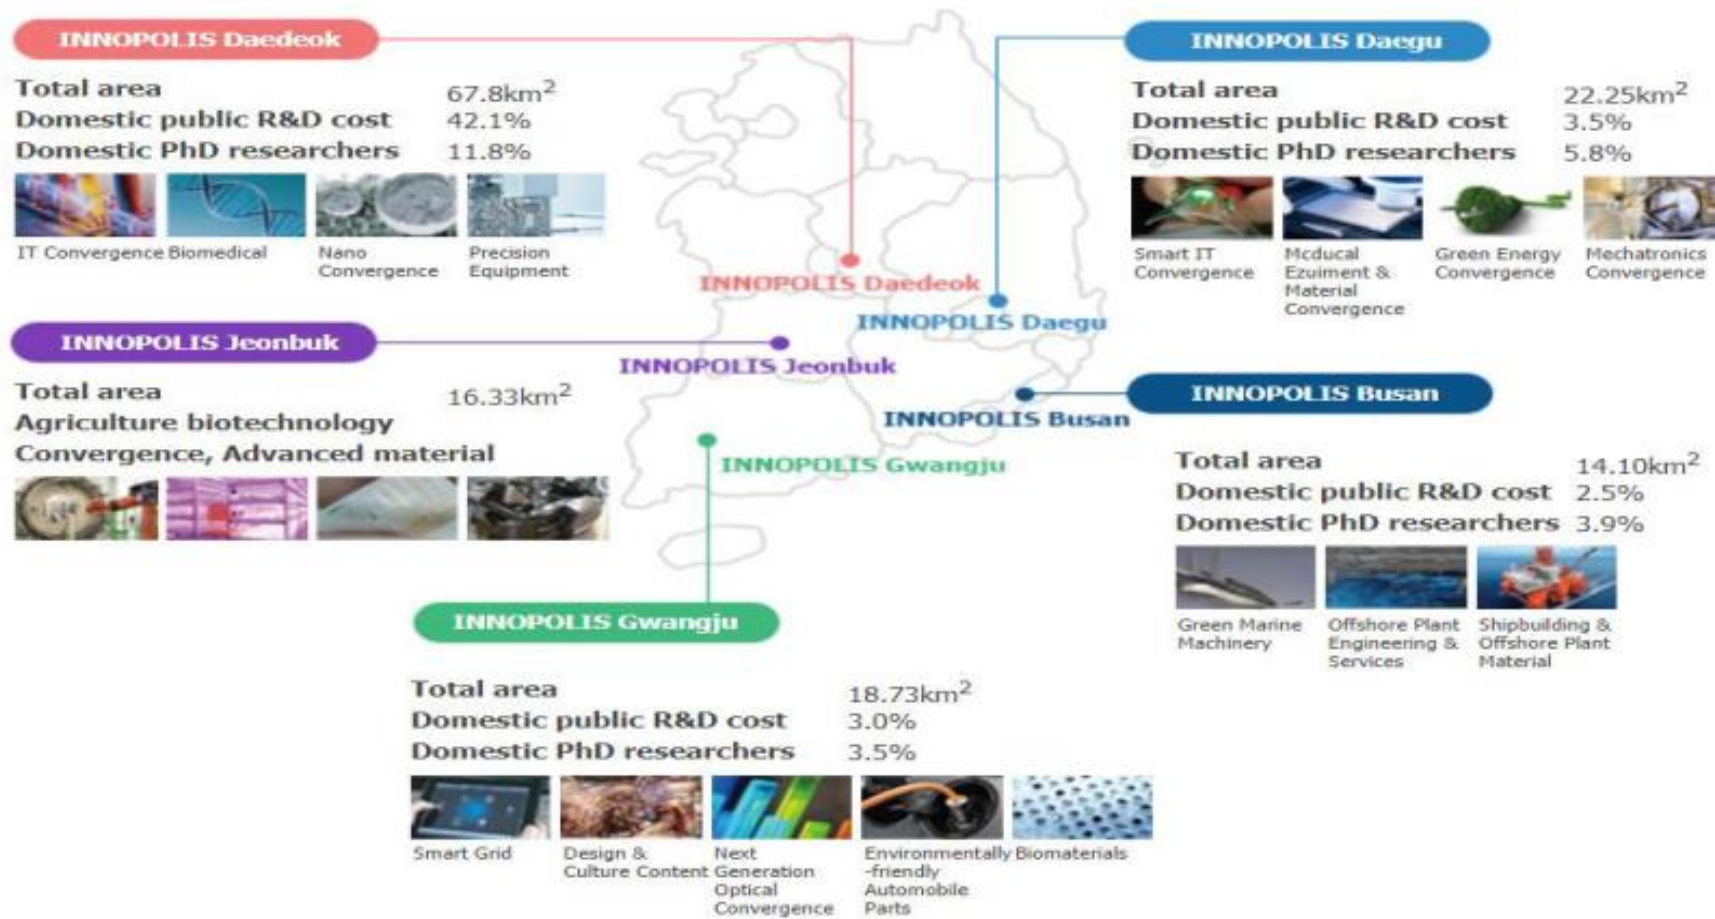 INNOPOLIS Daedeok
Total area 67.8km²
Domestic public R&D cost 42.1%
Domestic PhD researchers 11.8%
IT Convergence
Biomedical
Nano
Convergence
Precision
Equipment
INNOPOLIS Daegu
Total area 22.25km²
Domestic public R&D cost 3.5%
Domestic PhD researchers 5.8%
Smart IT
Convergence
Mcducal
Ezuiment &
Material
Convergence
Green Energy
Convergence
Mechatronics
Convergence
INNOPOLIS Daedeok
INNOPOLIS Daegu
INNOPOLIS Jeonbuk
INNOPOLIS Busan
INNOPOLIS Gwangju
INNOPOLIS Jeonbuk
Total area 16.33km²
Agriculture biotechnology
Convergence, Advanced material
INNOPOLIS Busan
Total area 14.10km²
Domestic public R&D cost 2.5%
Domestic PhD researchers 3.9%
Green Marine
Machinery
Offshore Plant
Engineering &
Services
Shipbuilding &
Offshore Plant
Material
INNOPOLIS Gwangju
Total area 18.73km²
Domestic public R&D cost 3.0%
Domestic PhD researchers 3.5%
Smart Grid
Design &
Culture Content
Next
Generation
Optical
Convergence
Environmentally
-friendly
Automobile
Parts
Biomaterials